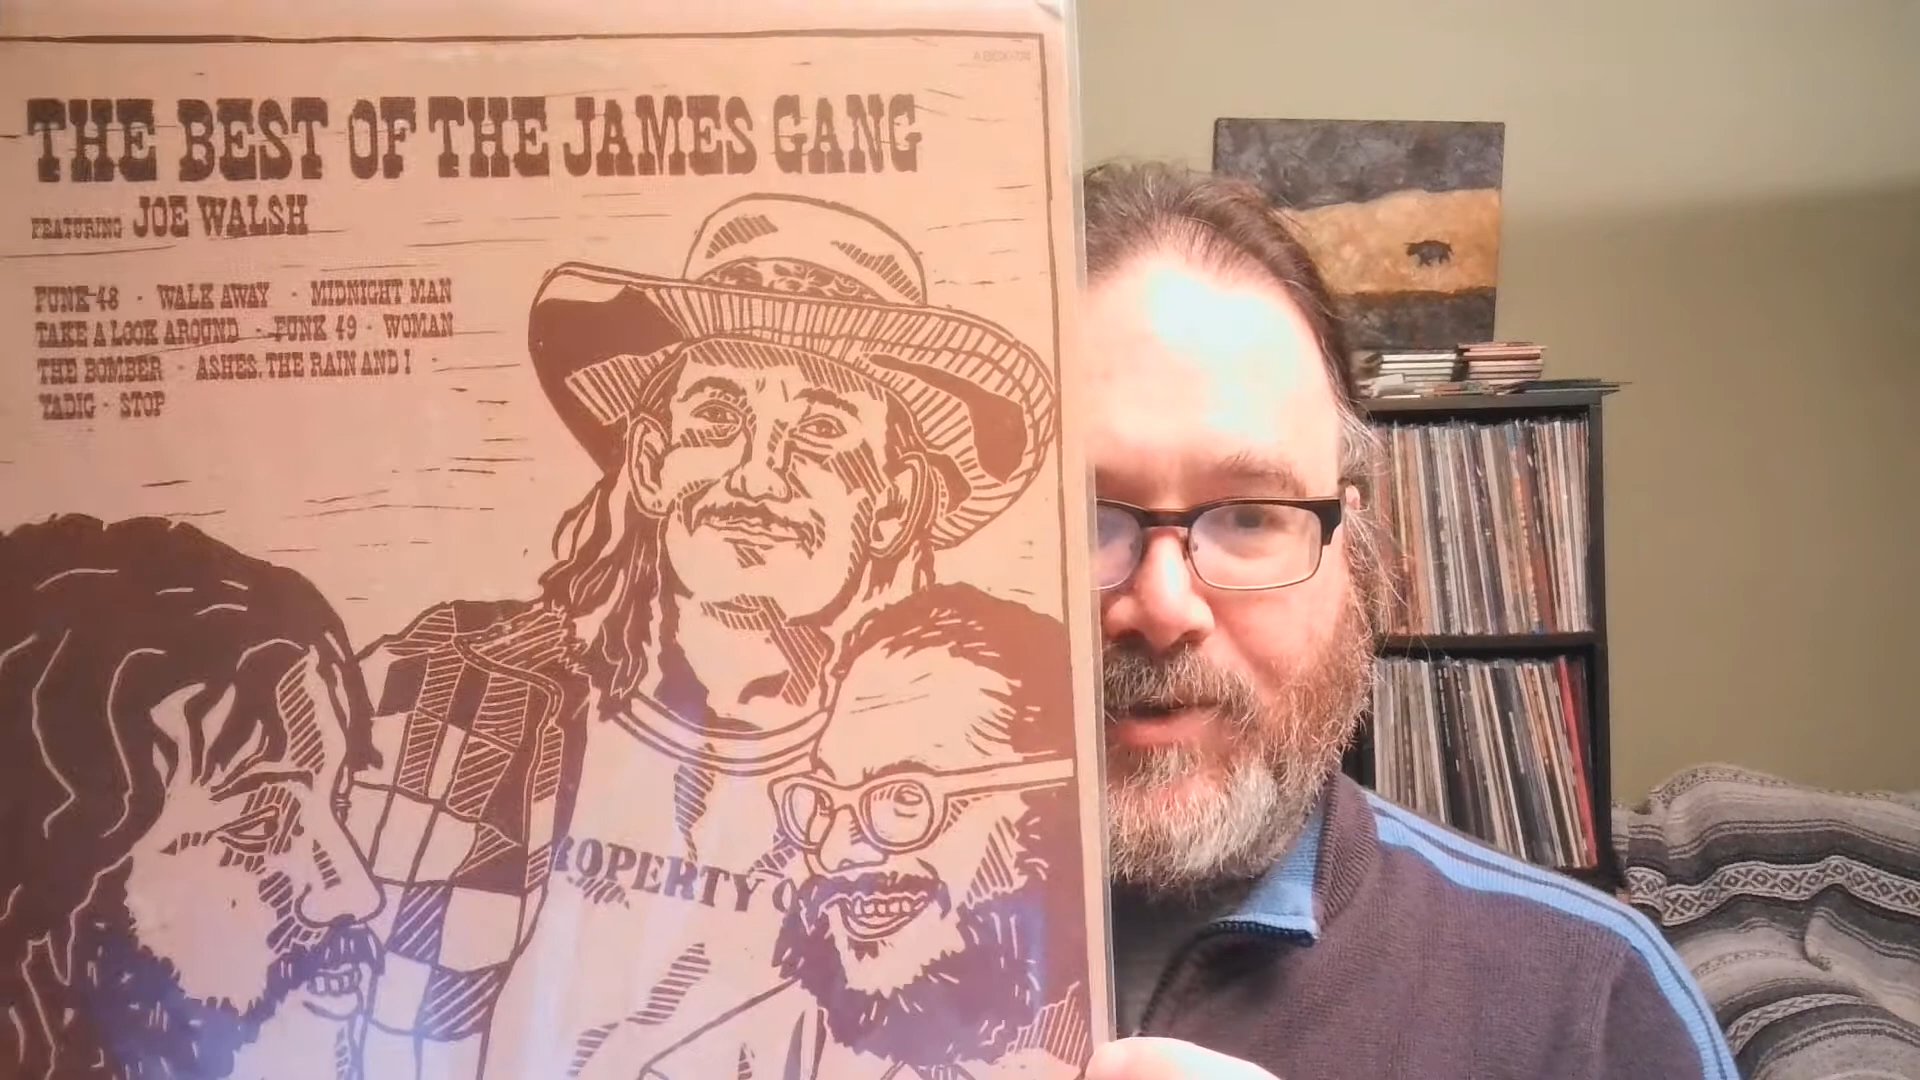 THE BEST OF THE JAMES GANG
FEATURING JOE WALSH
FUNK-48 · WALK AWAY · MIDNIGHT MAN
TAKE A LOOK AROUND · FUNK 49 · WOMAN
THE BOMBER · ASHES. THE RAIN AND I
YADIG · STOP
ROPERTY O